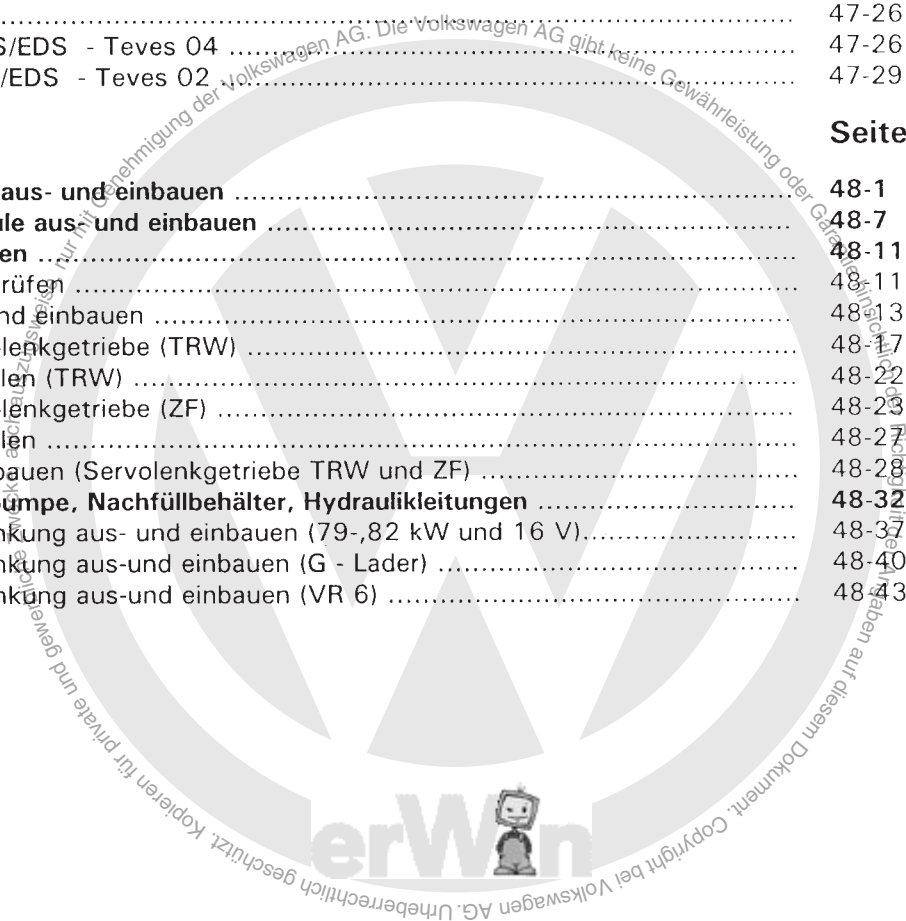 ........ 47-26
S/EDS - Teves 04 ........ 47-26
/EDS - Teves 02 ........ 47-29
Seite
aus- und einbauen ........ 48-1
ule aus- und einbauen ........ 48-7
en ........ 48-11
rüfen ........ 48-11
nd einbauen ........ 48-13
-lenkgetriebe (TRW) ........ 48-17
llen (TRW) ........ 48-22
-lenkgetriebe (ZF) ........ 48-23
llen ........ 48-27
bauen (Servolenkgetriebe TRW und ZF) ........ 48-28
pumpe, Nachfüllbehälter, Hydraulikleitungen ........ 48-32
nkung aus- und einbauen (79-,82 kW und 16 V)........ 48-37
nkung aus-und einbauen (G - Lader) ........ 48-40
nkung aus-und einbauen (VR 6) ........ 48-43
Urheberrechtlich geschützt. Kopieren für private und gewerbliche Zwecke, auch auszugsweise, nur mit Genehmigung der Volkswagen AG. Die Volkswagen AG gibt keine Gewährleistung oder Garantie hinsichtlich der Richtigkeit der Angaben auf diesem Dokument. Copyright bei Volkswagen AG.
erWin